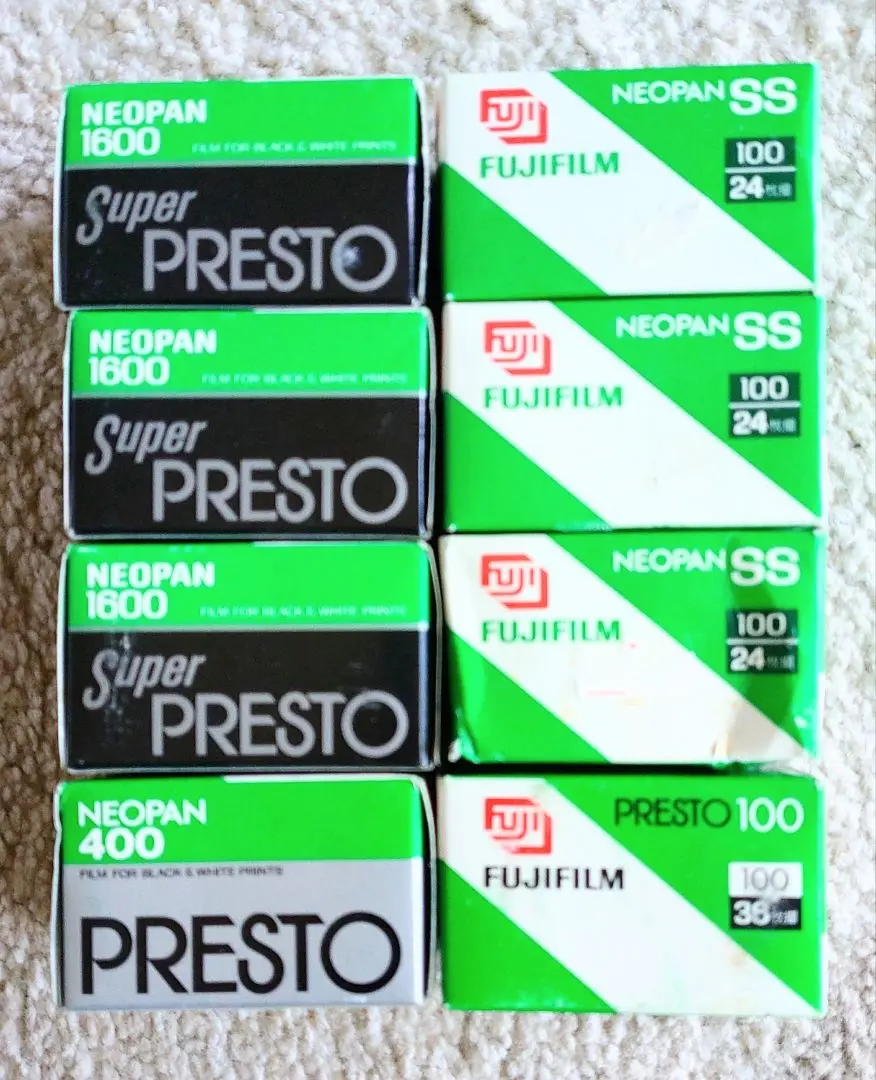 NEOPAN
1600 FILM FOR BLACK & WHITE PRINTS
Super
PRESTO
NEOPAN
1600 FILM FOR BLACK & WHITE PRINTS
Super
PRESTO
NEOPAN
1600 FILM FOR BLACK & WHITE PRINTS
Super
PRESTO
NEOPAN
400
FILM FOR BLACK & WHITE PRINTS
PRESTO
FUJI
FUJIFILM
NEOPAN SS
100
24枚撮
FUJI
FUJIFILM
NEOPAN SS
100
24枚撮
FUJI
FUJIFILM
NEOPAN SS
100
24枚撮
FUJI
FUJIFILM
PRESTO 100
100
36枚撮